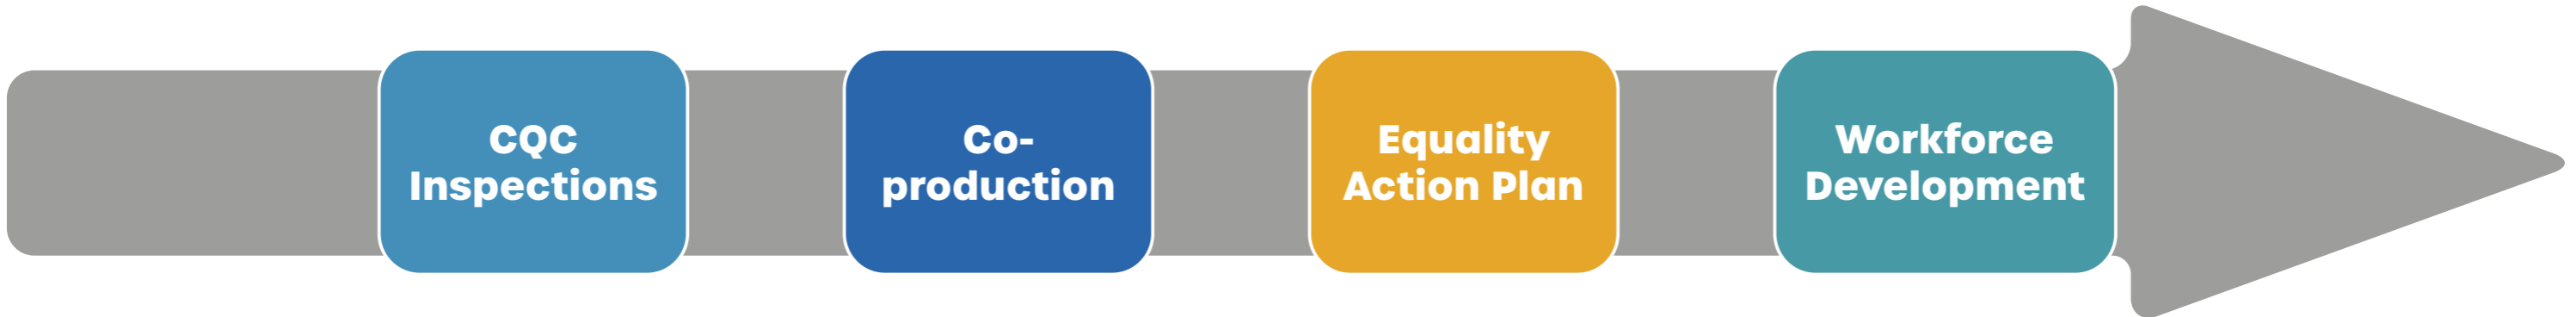 CQC
Inspections
Co-
production
Equality
Action Plan
Workforce
Development